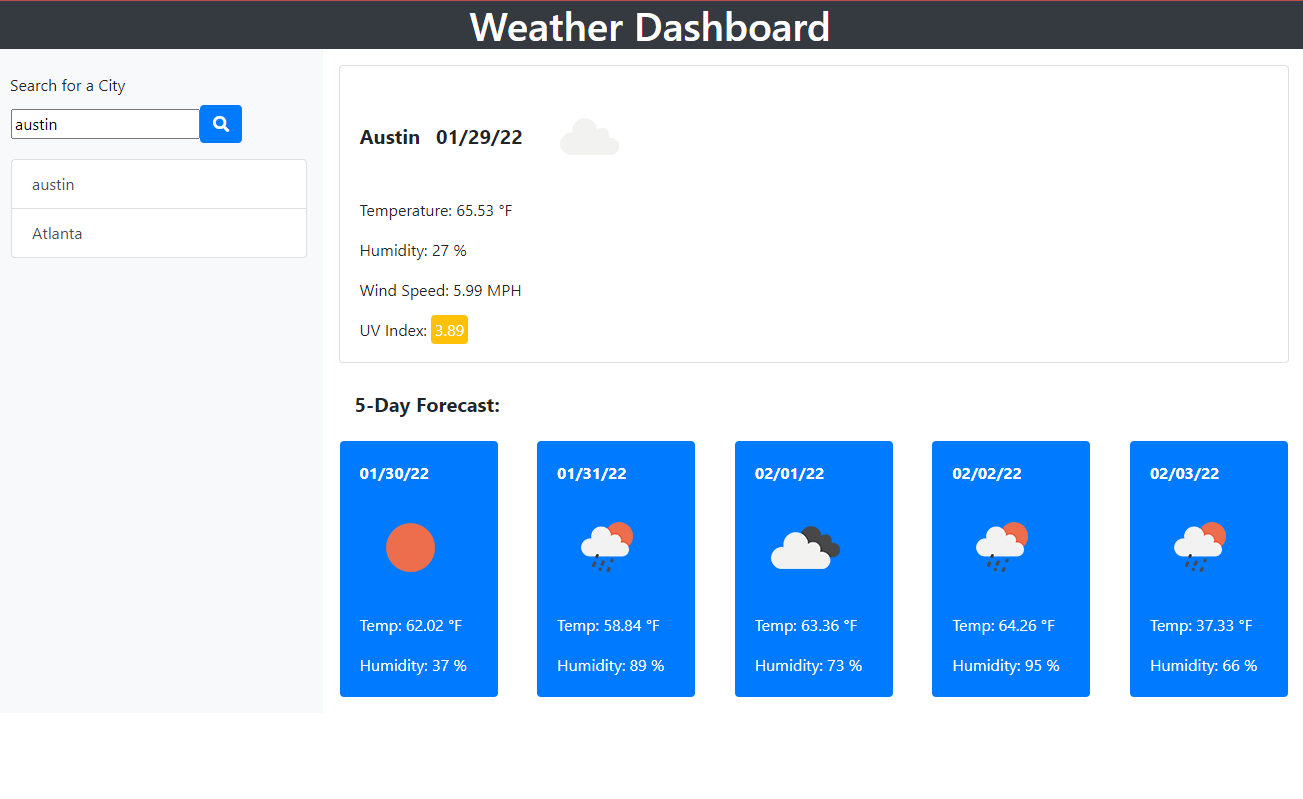 Weather Dashboard
Search for a City
austin
austin
Atlanta
Austin 01/29/22
Temperature: 65.53 °F
Humidity: 27 %
Wind Speed: 5.99 MPH
UV Index: 3.89
5-Day Forecast:
01/30/22
Temp: 62.02 °F
Humidity: 37 %
01/31/22
Temp: 58.84 °F
Humidity: 89 %
02/01/22
Temp: 63.36 °F
Humidity: 73 %
02/02/22
Temp: 64.26 °F
Humidity: 95 %
02/03/22
Temp: 37.33 °F
Humidity: 66 %